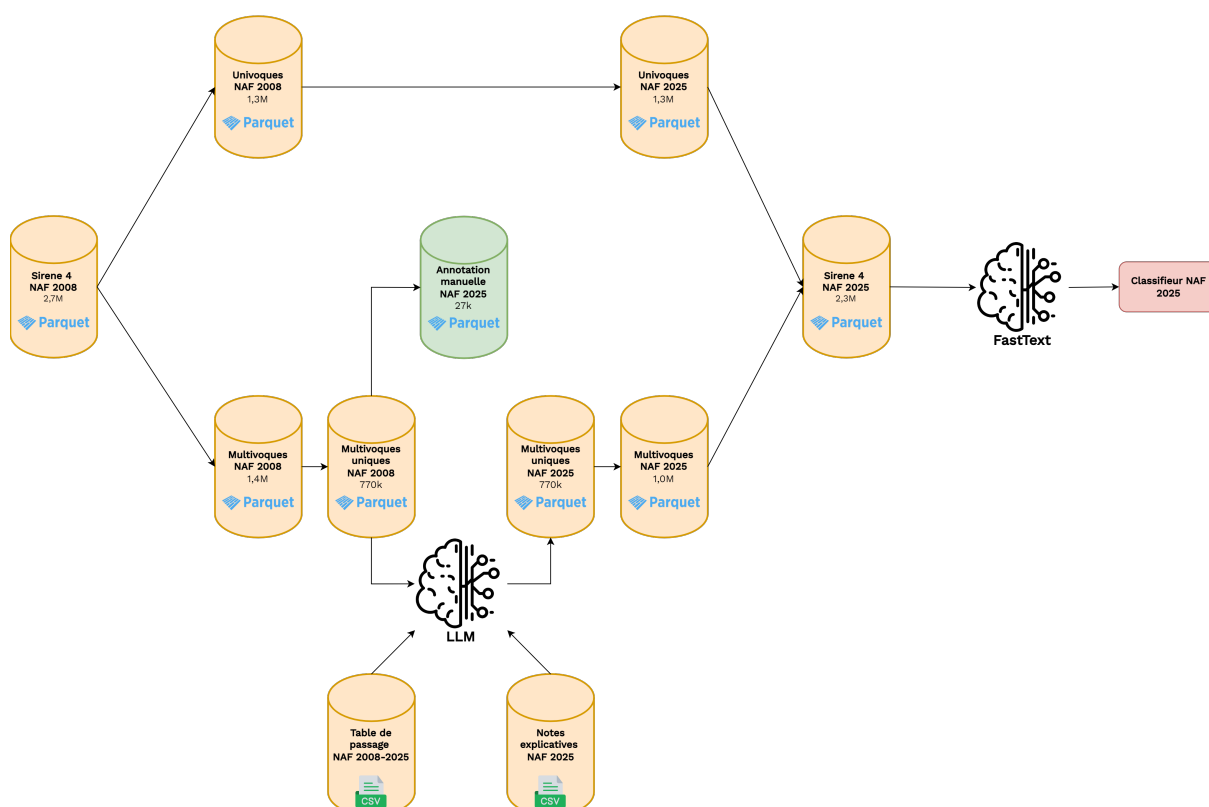 Univoques
NAF 2008
1,3M
Parquet
Univoques
NAF 2025
1,3M
Parquet
Sirene 4
NAF 2008
2,7M
Parquet
Annotation
manuelle
NAF 2025
27k
Parquet
Sirene 4
NAF 2025
2,3M
Parquet
FastText
Classifieur NAF
2025
Multivoques
NAF 2008
1,4M
Parquet
Multivoques
uniques
NAF 2008
770k
Parquet
Multivoques
uniques
NAF 2025
770k
Parquet
Multivoques
NAF 2025
1,0M
Parquet
LLM
Table de
passage
NAF 2008-2025
CSV
Notes
explicatives
NAF 2025
CSV